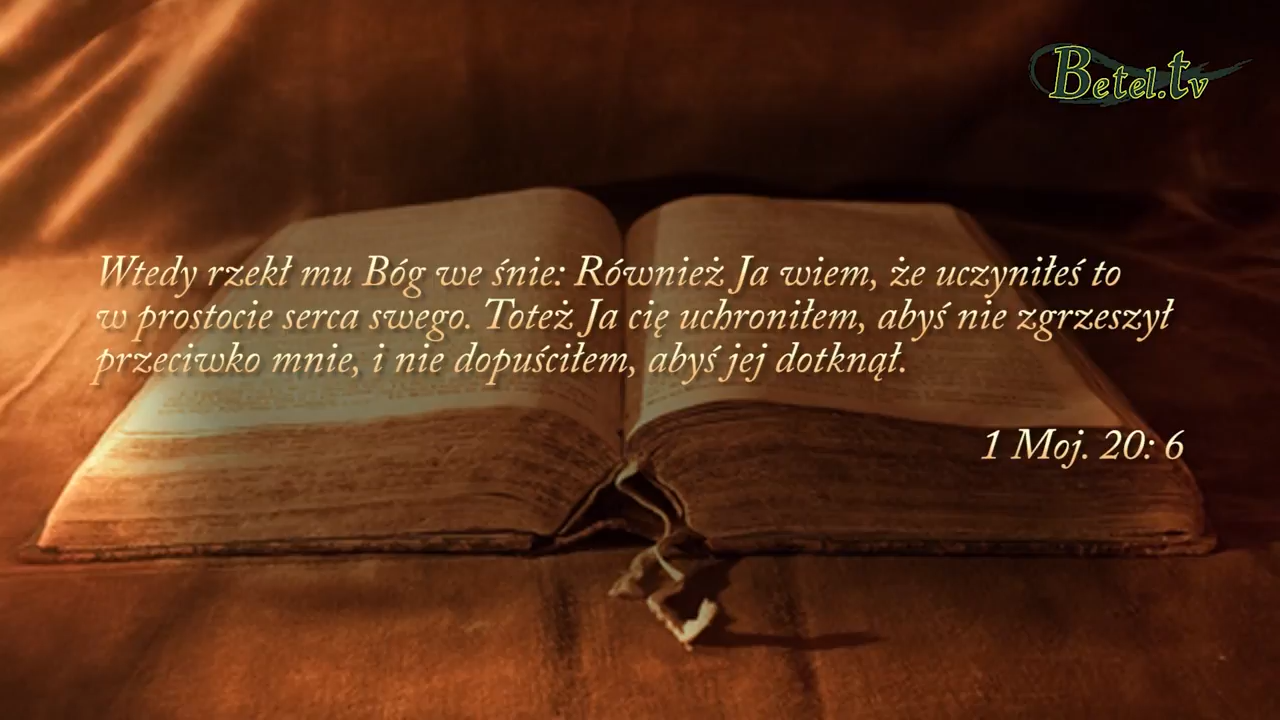 Betel.tv
Wtedy rzekł mu Bóg we śnie: Również Ja wiem, że uczyniłeś to
w prostocie serca swego. Toteż Ja cię uchroniłem, abyś nie zgrzeszył
przeciwko mnie, i nie dopuściłem, abyś jej dotknął.
1 Moj. 20: 6